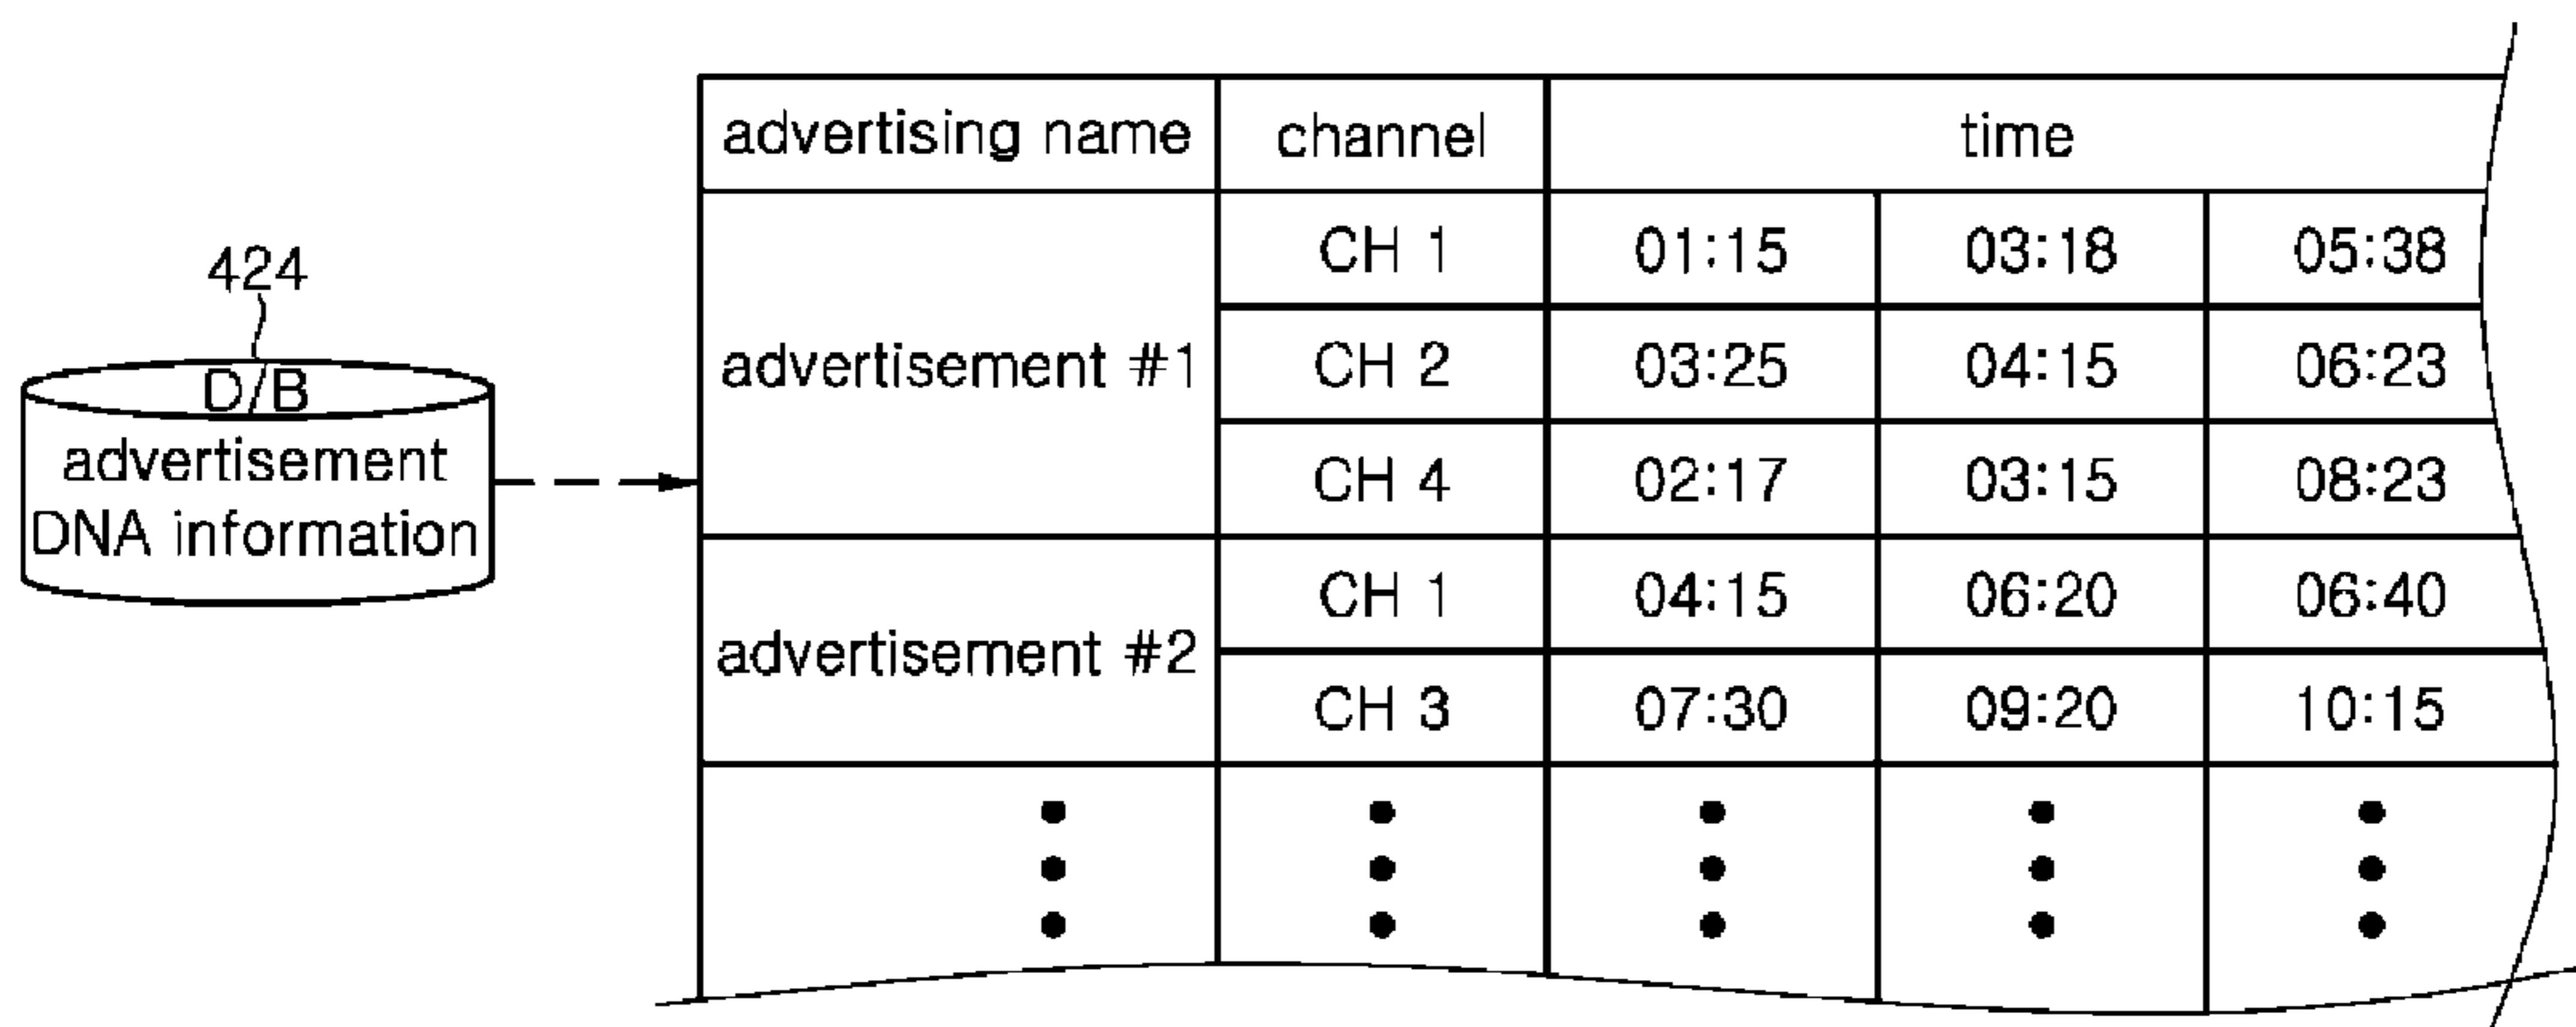 424
D/B
advertisement
DNA information
advertising name channel time
advertisement #1
CH 1 01:15 03:18 05:38
CH 2 03:25 04:15 06:23
CH 4 02:17 03:15 08:23
advertisement #2
CH 1 04:15 06:20 06:40
CH 3 07:30 09:20 10:15